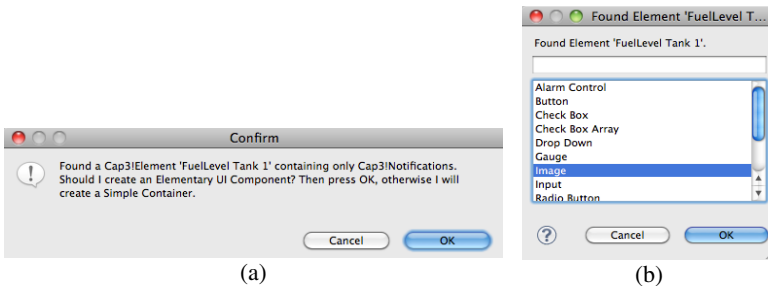 Confirm
Found a Cap3!Element 'FuelLevel Tank 1' containing only Cap3!Notifications.
Should I create an Elementary UI Component? Then press OK, otherwise I will
create a Simple Container.
Cancel
OK
(a)
Found Element 'FuelLevel T...
Found Element 'FuelLevel Tank 1'.
Alarm Control
Button
Check Box
Check Box Array
Drop Down
Gauge
Image
Input
Radio Button
?
Cancel
OK
(b)